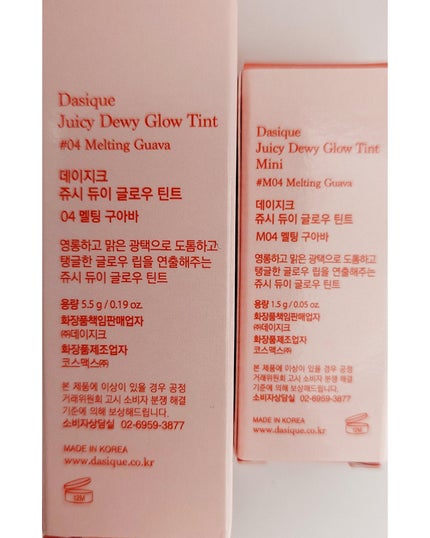 Dasique
Juicy Dewy Glow Tint
#04 Melting Guava
데이지크
쥬시 듀이 글로우 틴트
04 멜팅 구아바
영롱하고 맑은 광택으로 도톰하고
탱글한 글로우 립을 연출해주는
쥬시 듀이 글로우 틴트
용량 5.5 g / 0.19 oz.
화장품책임판매업자
㈜데이지크
화장품제조업자
코스맥스㈜
본 제품에 이상이 있을 경우 공정
거래위원회 고시 소비자 분쟁 해결
기준에 의해 보상해드립니다.
소비자상담실 02-6959-3877
MADE IN KOREA
www.dasique.co.kr
12M
Dasique
Juicy Dewy Glow Tint
Mini
#M04 Melting Guava
데이지크
쥬시 듀이 글로우 틴트
M04 멜팅 구아바
영롱하고 맑은 광택으로 도톰하고
탱글한 글로우 립을 연출해주는
쥬시 듀이 글로우 틴트
용량 1.5 g / 0.05 oz.
화장품책임판매업자
㈜데이지크
화장품제조업자
코스맥스㈜
본 제품에 이상이 있을 경우 공정
거래위원회 고시 소비자 분쟁 해결
기준에 의해 보상해드립니다.
소비자상담실 02-6959-3877
MADE IN KOREA
www.dasique.co.kr
12M